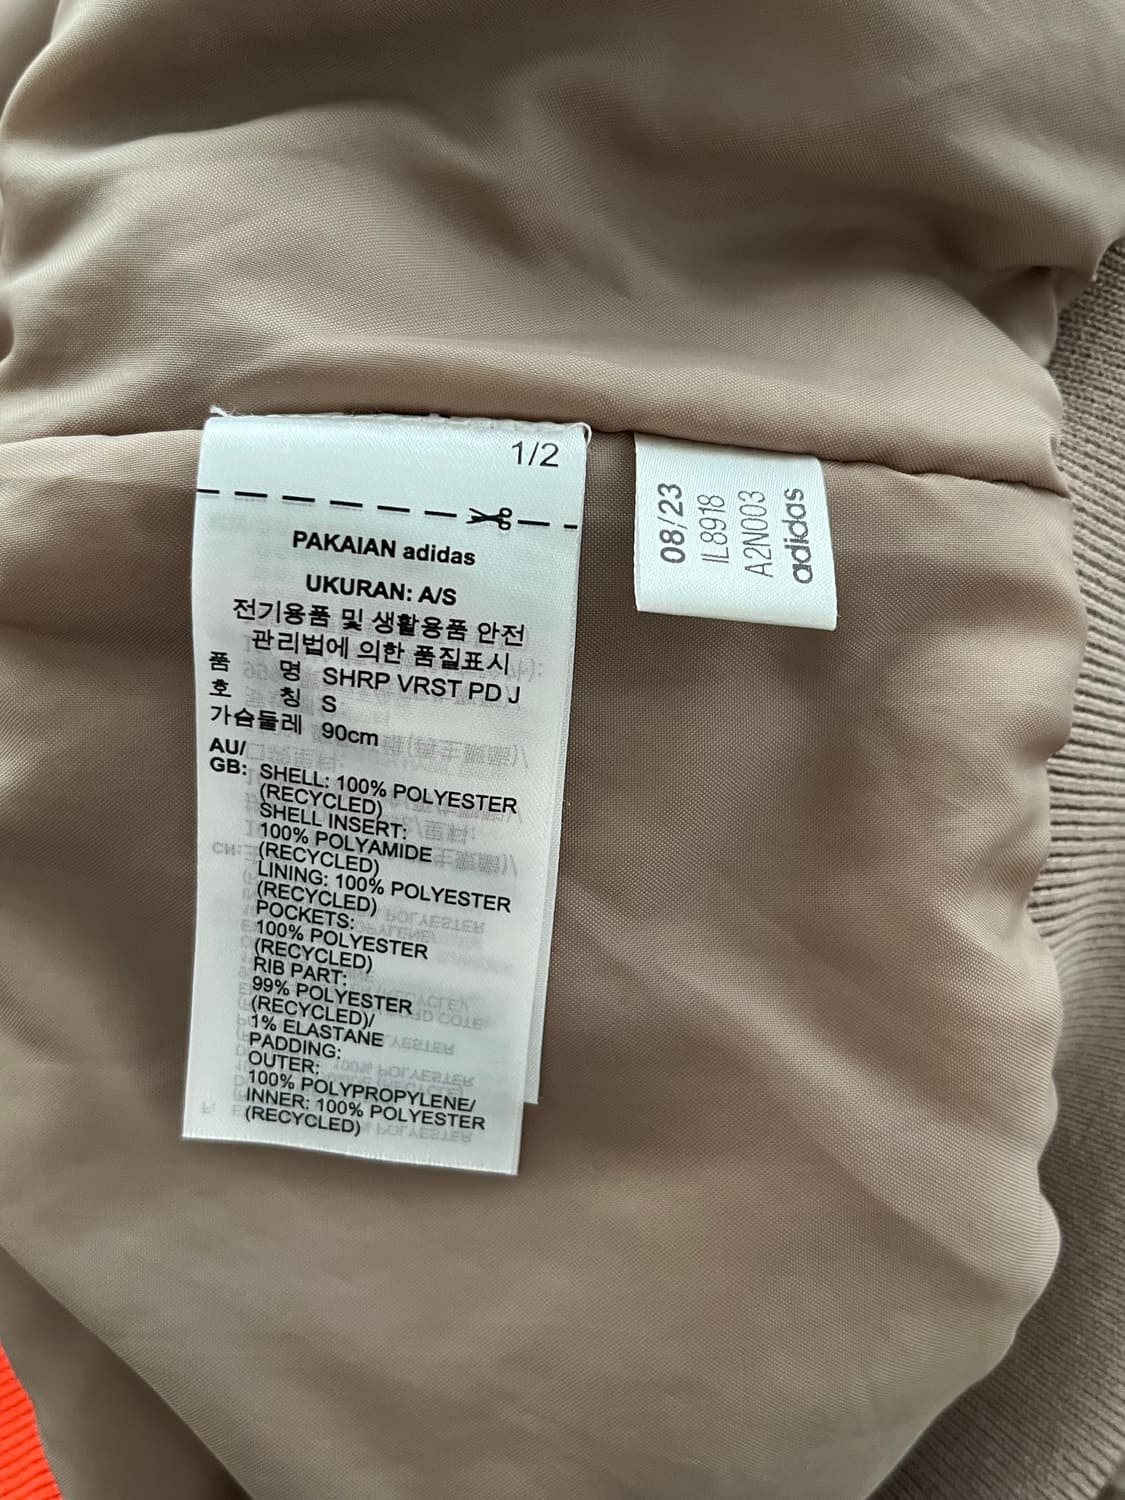 1/2
PAKAIAN adidas
UKURAN: A/S
전기용품 및 생활용품 안전
관리법에 의한 품질표시
품 명 SHRP VRST PD J
호 칭 S
가슴둘레 90cm
AU/
GB: SHELL: 100% POLYESTER
(RECYCLED)
SHELL INSERT:
100% POLYAMIDE
(RECYCLED)
LINING: 100% POLYESTER
(RECYCLED)
POCKETS:
100% POLYESTER
(RECYCLED)
RIB PART:
99% POLYESTER
(RECYCLED)/
1% ELASTANE
PADDING:
OUTER:
100% POLYPROPYLENE/
INNER: 100% POLYESTER
(RECYCLED)
08/23
IL8918
A2N003
adidas